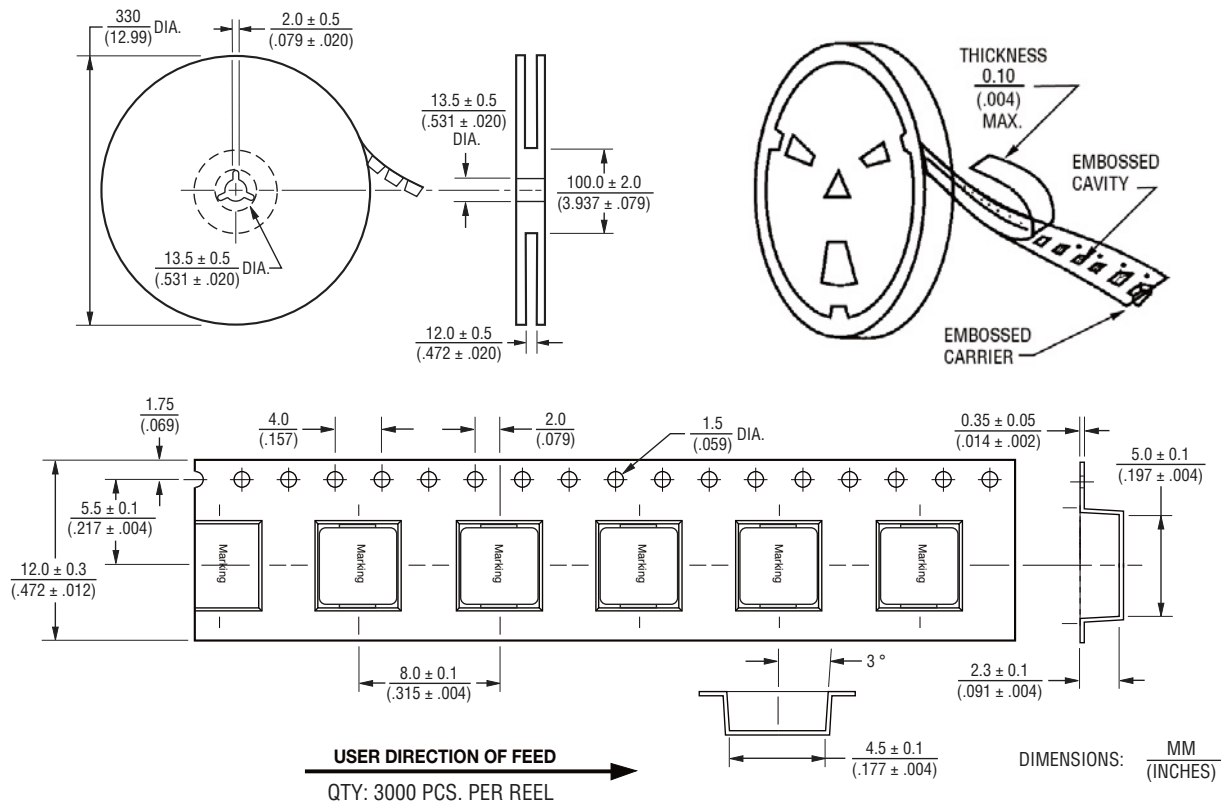 330
(12.99)
DIA.
2.0 ± 0.5
(.079 ± .020)
13.5 ± 0.5
(.531 ± .020)
DIA.
100.0 ± 2.0
(3.937 ± .079)
13.5 ± 0.5
(.531 ± .020)
DIA.
12.0 ± 0.5
(.472 ± .020)
THICKNESS
0.10
(.004)
MAX.
EMBOSSED
CAVITY
EMBOSSED
CARRIER
1.75
(.069)
4.0
(.157)
2.0
(.079)
1.5
(.059)
DIA.
0.35 ± 0.05
(.014 ± .002)
5.0 ± 0.1
(.197 ± .004)
5.5 ± 0.1
(.217 ± .004)
12.0 ± 0.3
(.472 ± .012)
Marking
Marking
Marking
Marking
Marking
Marking
8.0 ± 0.1
(.315 ± .004)
3 °
2.3 ± 0.1
(.091 ± .004)
4.5 ± 0.1
(.177 ± .004)
USER DIRECTION OF FEED
QTY: 3000 PCS. PER REEL
DIMENSIONS:
MM
(INCHES)